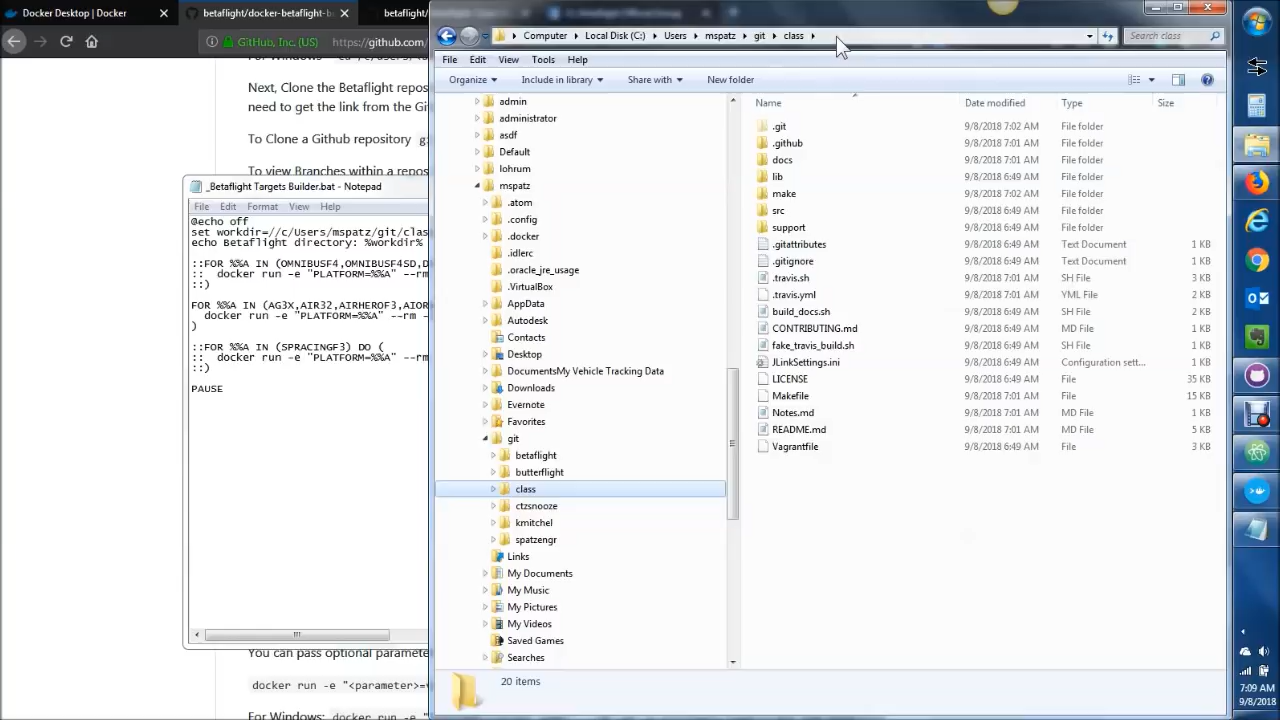 Docker Desktop | Docker
betaflight/docker-betaflight-b
betaflight/
GitHub, Inc. (US)
https://github.com/
Next, Clone the Betaflight repos
need to get the link from the Gi
To Clone a Github repository
To view Branches within a repos
_Betaflight Targets Builder.bat - Notepad
File Edit Format View Help
@echo off
set workdir=//c/Users/mspatz/git/clas
echo Betaflight directory: %workdir%
::FOR %%A IN (OMNIBUSF4,OMNIBUSF4SD,D
:: docker run -e "PLATFORM=%%A" --rm
::)
FOR %%A IN (AG3X,AIR32,AIRHEROF3,AIOR
docker run -e "PLATFORM=%%A" --rm -
)
::FOR %%A IN (SPRACINGF3) DO (
:: docker run -e "PLATFORM=%%A" --rm
::)
PAUSE
You can pass optional paramete
docker run -e "<parameter>=
For Windows: docker run -e "
Computer Local Disk (C:) Users mspatz git class
Search class
File Edit View Tools Help
Organize Include in library Share with New folder
admin
administrator
asdf
Default
lohrum
mspatz
.atom
.config
.docker
.idlerc
.oracle_jre_usage
.VirtualBox
AppData
Autodesk
Contacts
Desktop
DocumentsMy Vehicle Tracking Data
Downloads
Evernote
Favorites
git
betaflight
butterflight
class
ctzsnooze
kmitchel
spatzengr
Links
My Documents
My Music
My Pictures
My Videos
Saved Games
Searches
Name Date modified Type Size
.git 9/8/2018 7:02 AM File folder
.github 9/8/2018 7:01 AM File folder
docs 9/8/2018 7:01 AM File folder
lib 9/8/2018 6:49 AM File folder
make 9/8/2018 7:02 AM File folder
src 9/8/2018 6:49 AM File folder
support 9/8/2018 6:49 AM File folder
.gitattributes 9/8/2018 6:49 AM Text Document 1 KB
.gitignore 9/8/2018 6:49 AM Text Document 1 KB
.travis.sh 9/8/2018 7:01 AM SH File 3 KB
.travis.yml 9/8/2018 7:01 AM YML File 2 KB
build_docs.sh 9/8/2018 6:49 AM SH File 2 KB
CONTRIBUTING.md 9/8/2018 7:01 AM MD File 3 KB
fake_travis_build.sh 9/8/2018 6:49 AM SH File 1 KB
JLinkSettings.ini 9/8/2018 6:49 AM Configuration sett... 1 KB
LICENSE 9/8/2018 6:49 AM File 35 KB
Makefile 9/8/2018 7:01 AM File 15 KB
Notes.md 9/8/2018 7:01 AM MD File 1 KB
README.md 9/8/2018 7:01 AM MD File 5 KB
Vagrantfile 9/8/2018 6:49 AM File 3 KB
20 items
7:09 AM
9/8/2018